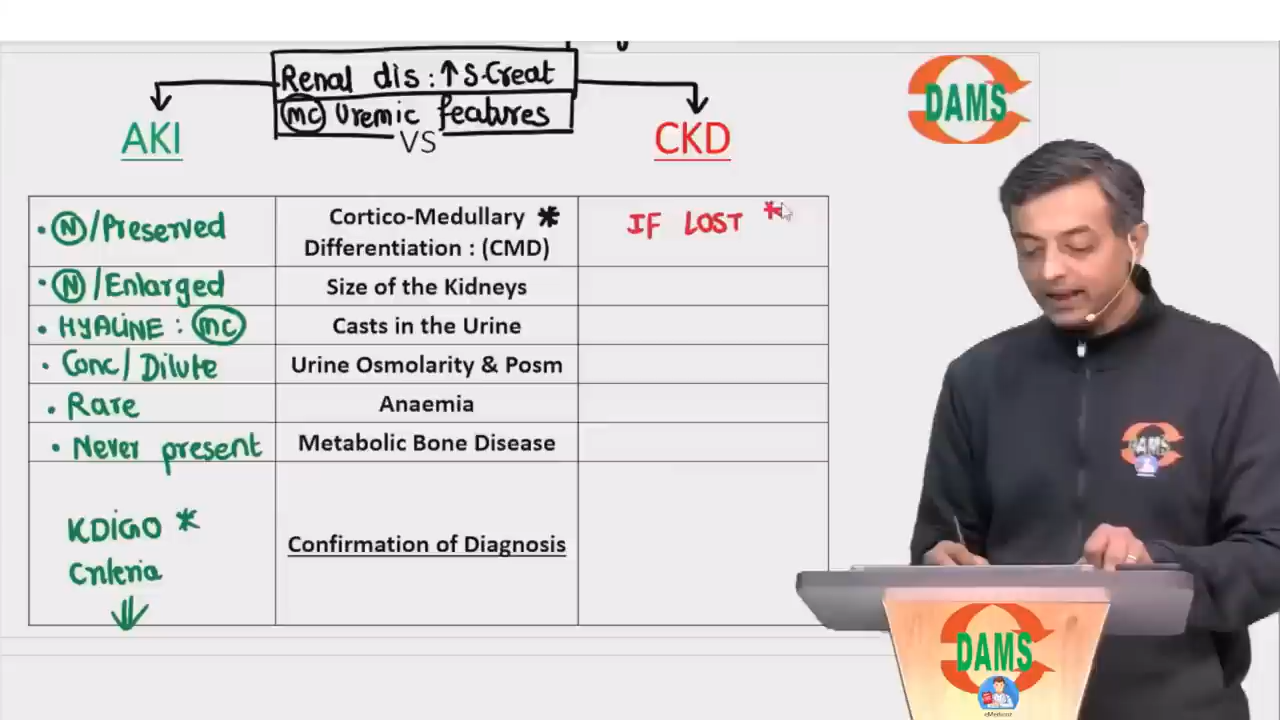 Renal dis : ↑ S.Creat
(mc) Uremic features
AKI
VS
CKD
DAMS
• (N)/Preserved
Cortico-Medullary *
Differentiation : (CMD)
IF LOST *
• (N)/Enlarged
Size of the Kidneys
• HYALINE : (mc)
Casts in the Urine
• Conc/Dilute
Urine Osmolarity & Posm
• Rare
Anaemia
• Never present
Metabolic Bone Disease
KDIGO *
Criteria
⇓
Confirmation of Diagnosis
DAMS
DAMS
eMedicoz